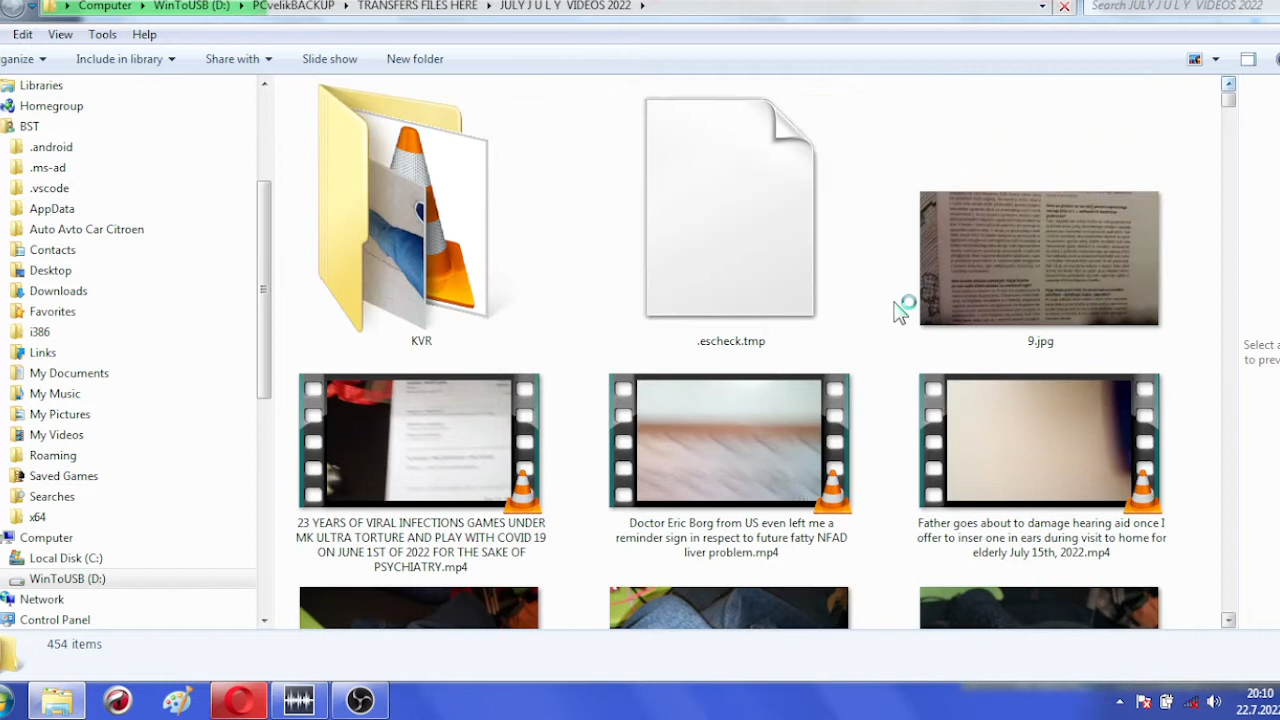 Computer ▸ WinToUSB (D:) ▸ PCvelikBACKUP ▸ TRANSFERS FILES HERE ▸ JULY J U L Y VIDEOS 2022 ▸
Search JULY J U L Y VIDEOS 2022
Edit View Tools Help
ganize Include in library Share with Slide show New folder
Libraries
Homegroup
BST
.android
.ms-ad
.vscode
AppData
Auto Avto Car Citroen
Contacts
Desktop
Downloads
Favorites
i386
Links
My Documents
My Music
My Pictures
My Videos
Roaming
Saved Games
Searches
x64
Computer
Local Disk (C:)
WinToUSB (D:)
Network
Control Panel
KVR
.escheck.tmp
9.jpg
23 YEARS OF VIRAL INFECTIONS GAMES UNDER
MK ULTRA TORTURE AND PLAY WITH COVID 19
ON JUNE 1ST OF 2022 FOR THE SAKE OF
PSYCHIATRY.mp4
Doctor Eric Borg from US even left me a
reminder sign in respect to future fatty NFAD
liver problem.mp4
Father goes about to damage hearing aid once I
offer to inser one in ears during visit to home for
elderly July 15th, 2022.mp4
Select a
to prev
454 items
20:10
22.7.2022